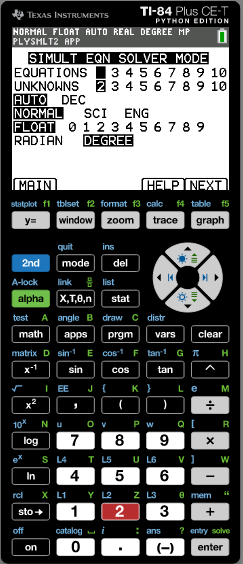 TEXAS INSTRUMENTS TI-84 Plus CE-T
PYTHON EDITION
NORMAL FLOAT AUTO REAL DEGREE MP
PLYSMLT2 APP
SIMULT EQN SOLVER MODE
EQUATIONS 3 4 5 6 7 8 9 10
UNKNOWNS 2 3 4 5 6 7 8 9 10
AUTO DEC
NORMAL SCI ENG
FLOAT 0 1 2 3 4 5 6 7 8 9
RADIAN DEGREE
MAIN HELP NEXT
statplot f1 tblset f2 format f3 calc f4 table f5
y= window zoom trace graph
quit ins
2nd mode del
A-lock link list
alpha X,T,θ,n stat
test A angle B draw C distr
math apps prgm vars clear
matrix D sin⁻¹ E cos⁻¹ F tan⁻¹ G π H
x⁻¹ sin cos tan ^
√ I EE J { K } L e M
x² , ( ) ÷
10ˣ N u O v P w Q [ R
log 7 8 9 ×
eˣ S L4 T L5 U L6 V ] W
ln 4 5 6 −
rcl X L1 Y L2 Z L3 θ mem "
sto→ 1 2 3 +
off catalog i : ans ? entry solve
on 0 . (−) enter